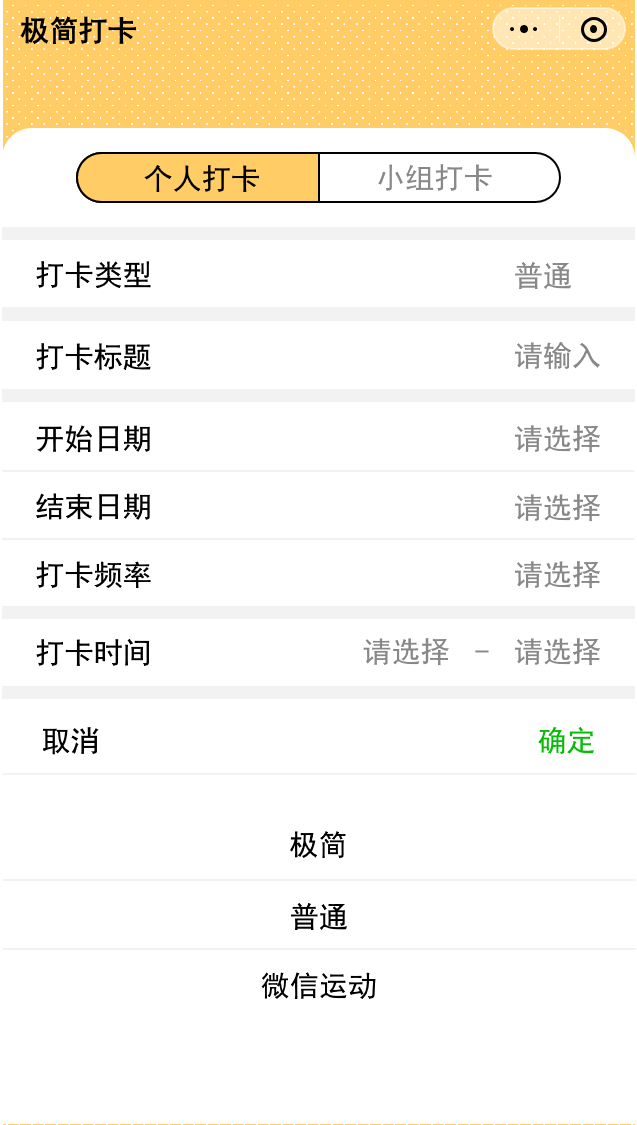 极简打卡
个人打卡 小组打卡
打卡类型 普通
打卡标题 请输入
开始日期 请选择
结束日期 请选择
打卡频率 请选择
打卡时间 请选择 - 请选择
取消 确定
极简
普通
微信运动